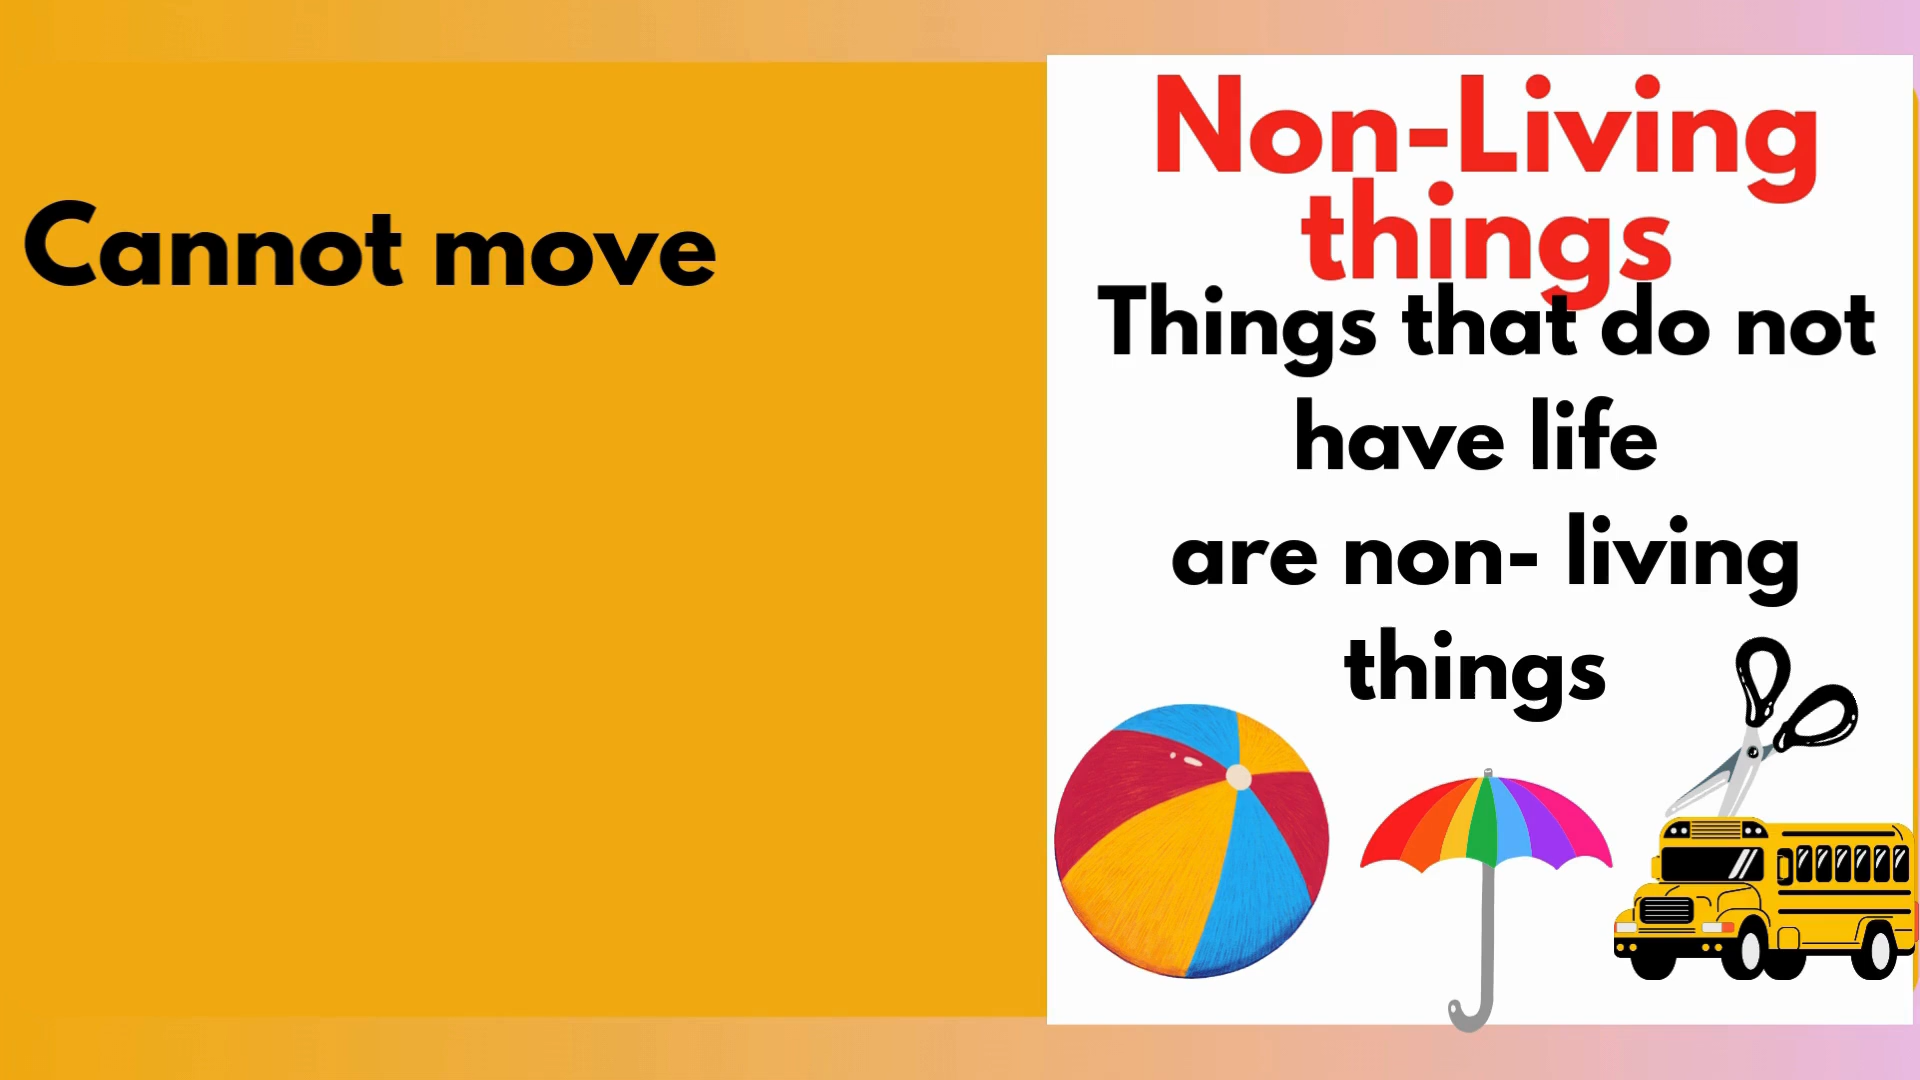 Cannot move
Non-Living
things
Things that do not
have life
are non- living
things